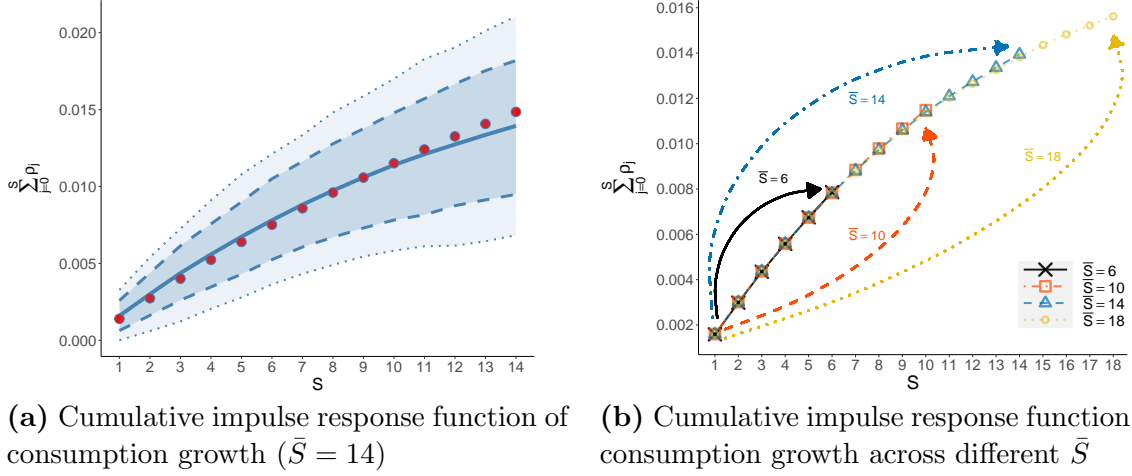 0.020
0.015
0.010
0.005
0.000
S
Σ ρj
j=0
1 2 3 4 5 6 7 8 9 10 11 12 13 14
S
0.016
0.014
0.012
0.010
0.008
0.006
0.004
0.002
S
Σ ρj
j=0
S̄ = 14
S̄ = 6
S̄ = 18
S̄ = 10
S̄ = 6
S̄ = 10
S̄ = 14
S̄ = 18
1 2 3 4 5 6 7 8 9 10 11 12 13 14 15 16 17 18
S
(a) Cumulative impulse response function of
consumption growth (S̄ = 14)
(b) Cumulative impulse response function
consumption growth across different S̄